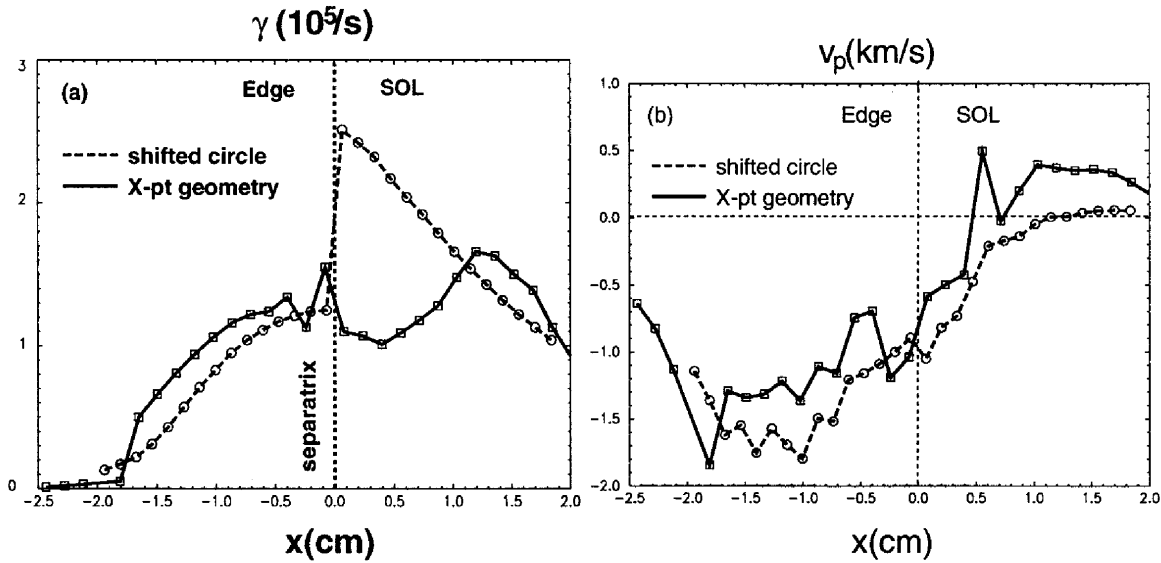 γ (10⁵/s)
3
(a)
Edge
SOL
shifted circle
X-pt geometry
2
1
separatrix
0
-2.5 -2.0 -1.5 -1.0 -0.5 0.0 0.5 1.0 1.5 2.0
x(cm)
vₚ(km/s)
1.0
(b)
Edge
SOL
0.5
shifted circle
X-pt geometry
0.0
-0.5
-1.0
-1.5
-2.0
-2.5 -2.0 -1.5 -1.0 -0.5 0.0 0.5 1.0 1.5 2.0
x(cm)